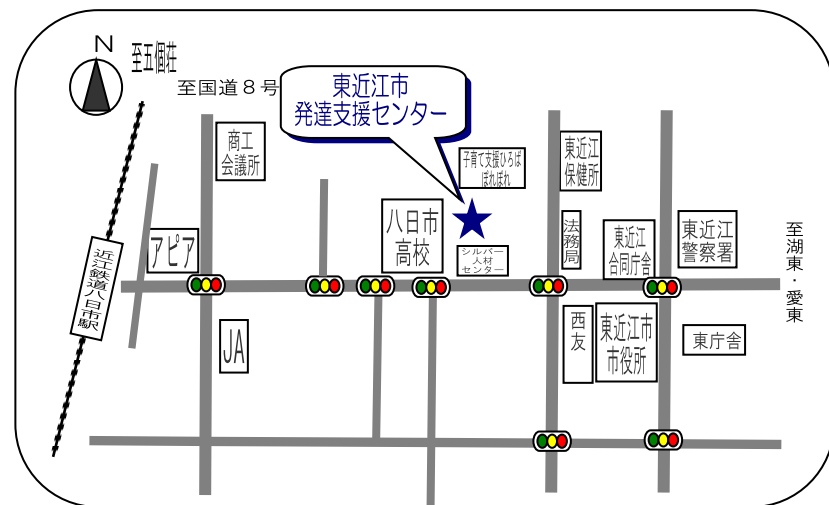 N
至五個荘
至国道８号
東近江市
発達支援センター
商工
会議所
子育て支援ひろば
ぽれぽれ
東近江
保健所
アピア
八日市
高校
シルバー
人材
センター
法務局
東近江
合同庁舎
東近江
警察署
至湖東・愛東
近江鉄道八日市駅
JA
西友
東近江市
市役所
東庁舎